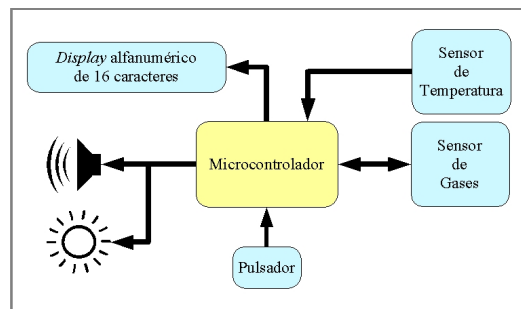 Display alfanumérico
de 16 caracteres
Sensor
de
Temperatura
Microcontrolador
Sensor
de
Gases
Pulsador